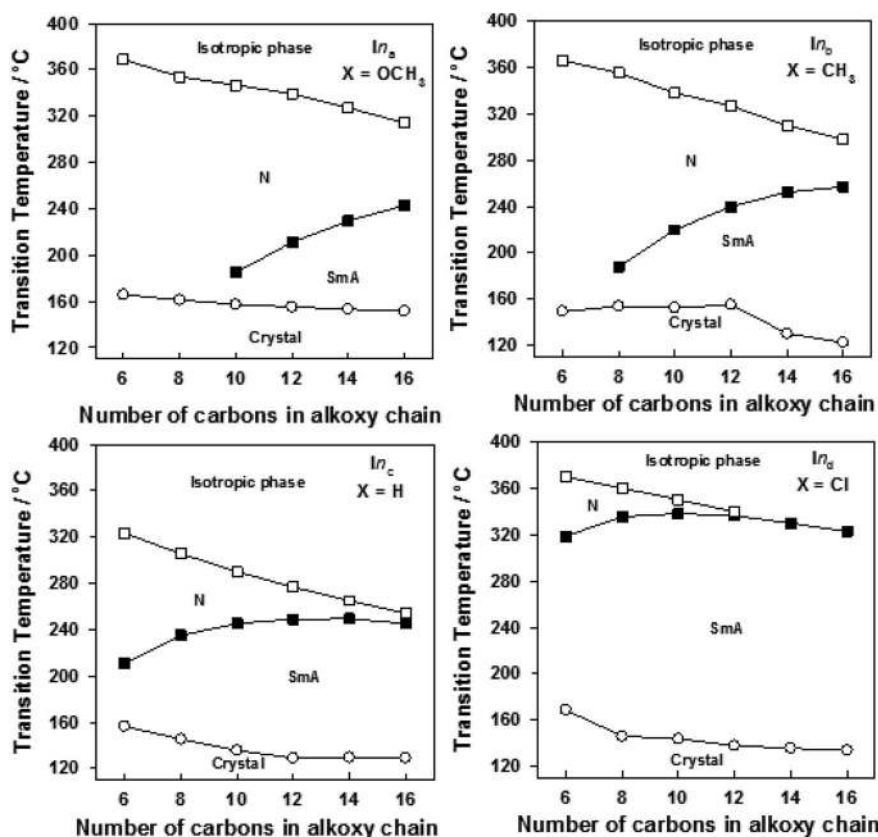 Transition Temperature / °C
400
360
320
280
240
200
160
120
Isotropic phase
Ina
X = OCH3
N
SmA
Crystal
6 8 10 12 14 16
Number of carbons in alkoxy chain
Transition Temperature / °C
400
360
320
280
240
200
160
120
Isotropic phase
Inb
X = CH3
N
SmA
Crystal
6 8 10 12 14 16
Number of carbons in alkoxy chain
Transition Temperature / °C
400
360
320
280
240
200
160
120
Isotropic phase
Inc
X = H
N
SmA
Crystal
6 8 10 12 14 16
Number of carbons in alkoxy chain
Transition Temperature / °C
400
360
320
280
240
200
160
120
Isotropic phase
Ind
X = Cl
N
SmA
Crystal
6 8 10 12 14 16
Number of carbons in alkoxy chain